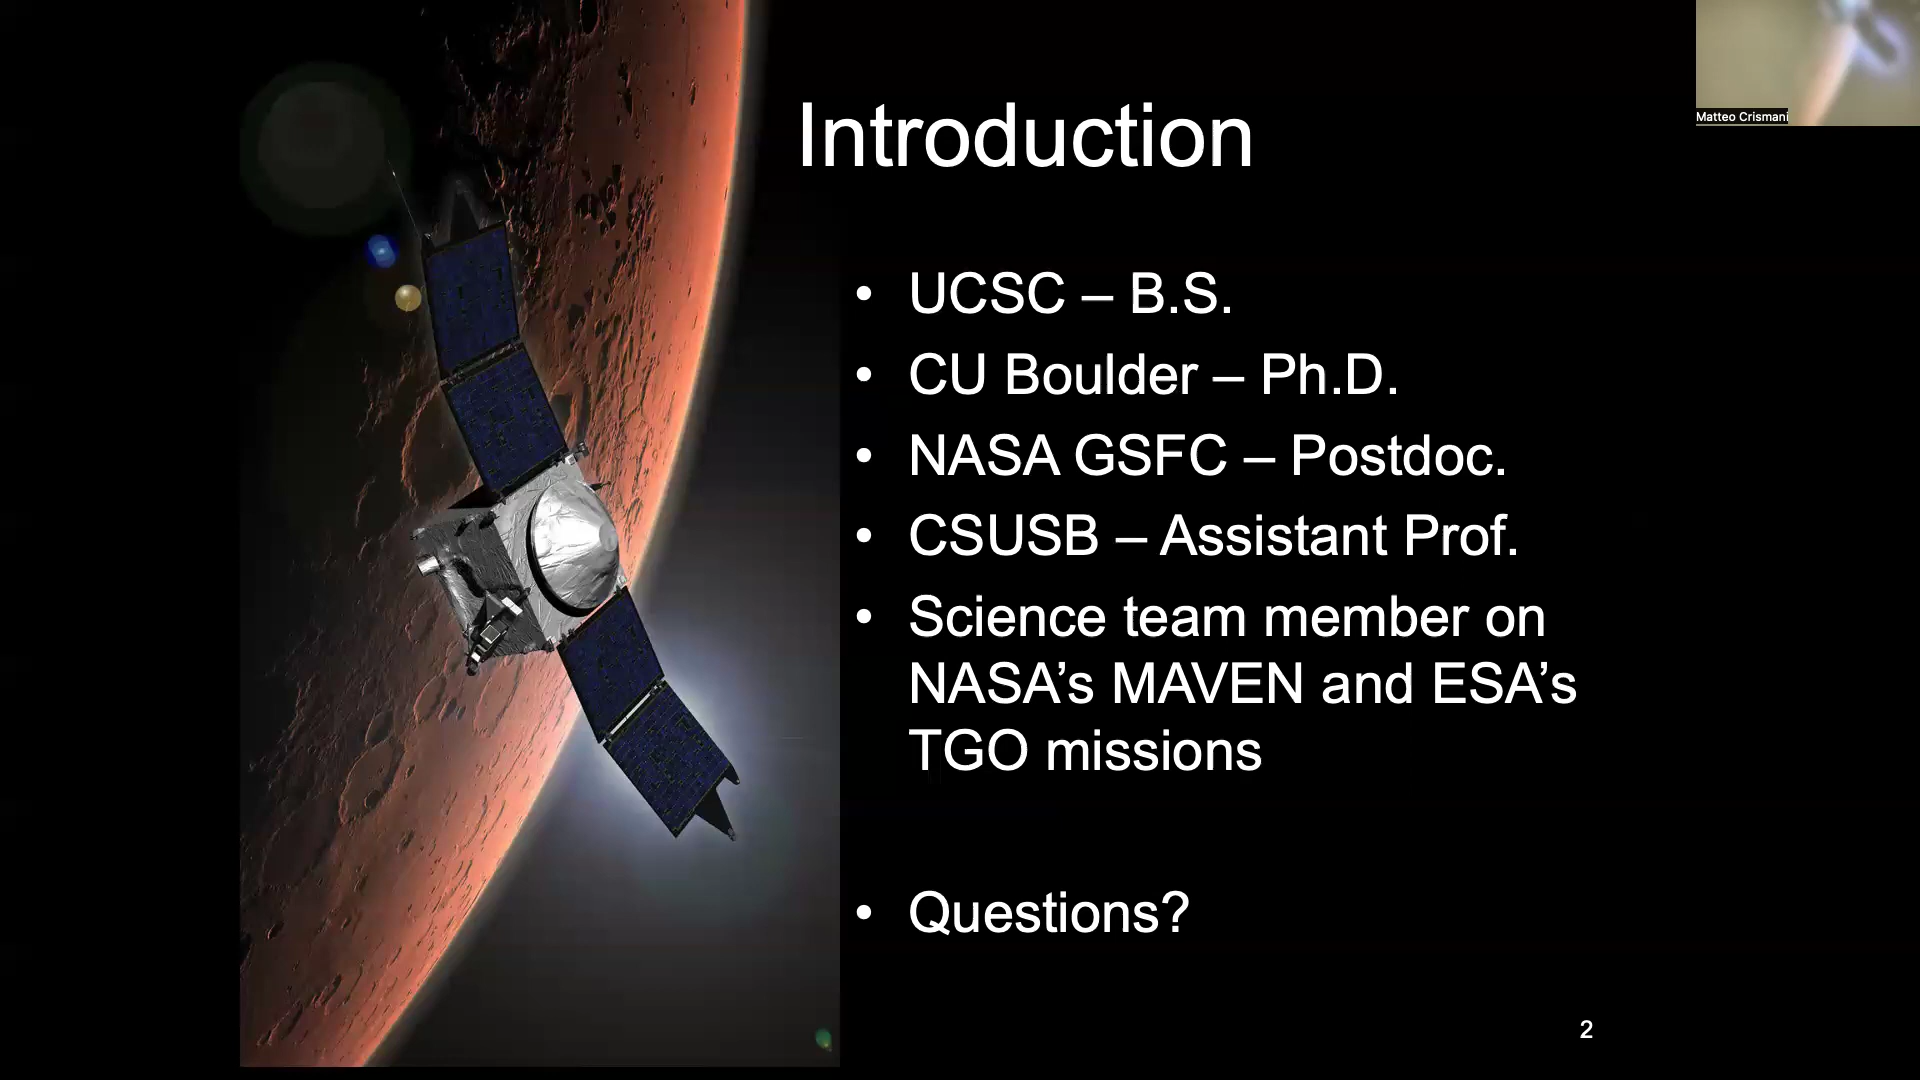 Matteo Crismani
Introduction
• UCSC – B.S.
• CU Boulder – Ph.D.
• NASA GSFC – Postdoc.
• CSUSB – Assistant Prof.
• Science team member on
NASA’s MAVEN and ESA’s
TGO missions
• Questions?
2